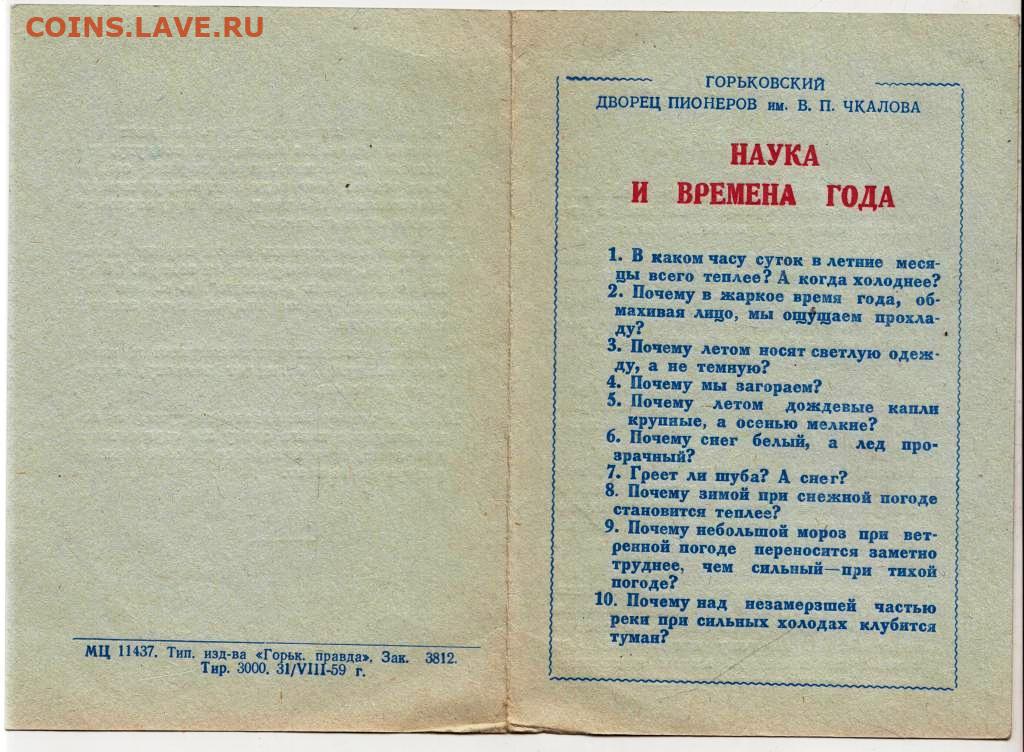 COINS.LAVE.RU
МЦ 11437. Тип. изд-ва «Горьк. правда». Зак. 3812.
Тир. 3000. 31/VIII-59 г.
ГОРЬКОВСКИЙ
ДВОРЕЦ ПИОНЕРОВ им. В. П. ЧКАЛОВА
НАУКА
И ВРЕМЕНА ГОДА
1. В каком часу суток в летние меся-
цы всего теплее? А когда холоднее?
2. Почему в жаркое время года, об-
махивая лицо, мы ощущаем прохла-
ду?
3. Почему летом носят светлую одеж-
ду, а не темную?
4. Почему мы загораем?
5. Почему летом дождевые капли
крупные, а осенью мелкие?
6. Почему снег белый, а лед про-
зрачный?
7. Греет ли шуба? А снег?
8. Почему зимой при снежной погоде
становится теплее?
9. Почему небольшой мороз при вет-
ренной погоде переносится заметно
труднее, чем сильный—при тихой
погоде?
10. Почему над незамерзшей частью
реки при сильных холодах клубится
туман?